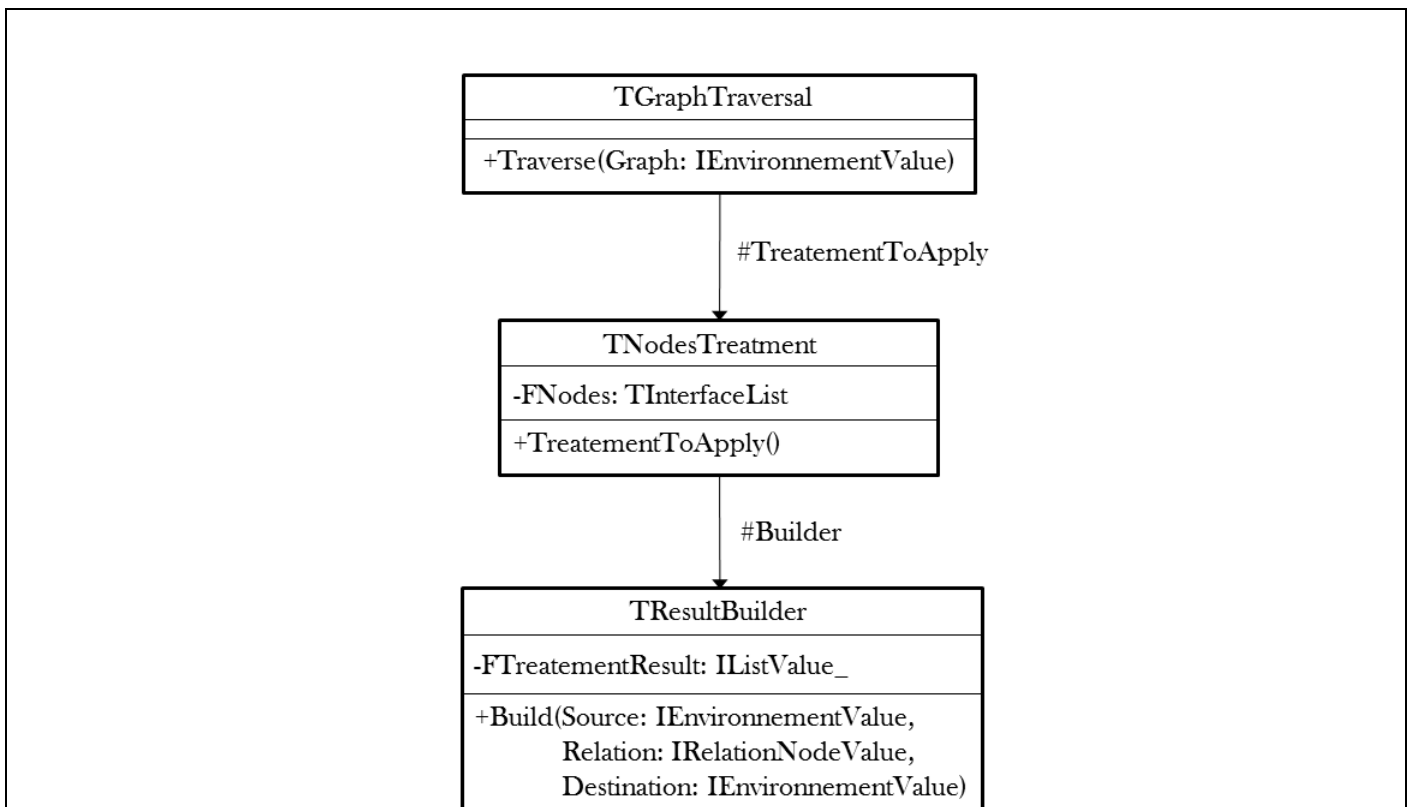 TGraphTraversal
+Traverse(Graph: IEnvironnementValue)
#TreatementToApply
TNodesTreatment
-FNodes: TInterfaceList
+TreatementToApply()
#Builder
TResultBuilder
-FTreatementResult: IListValue_
+Build(Source: IEnvironnementValue,
Relation: IRelationNodeValue,
Destination: IEnvironnementValue)